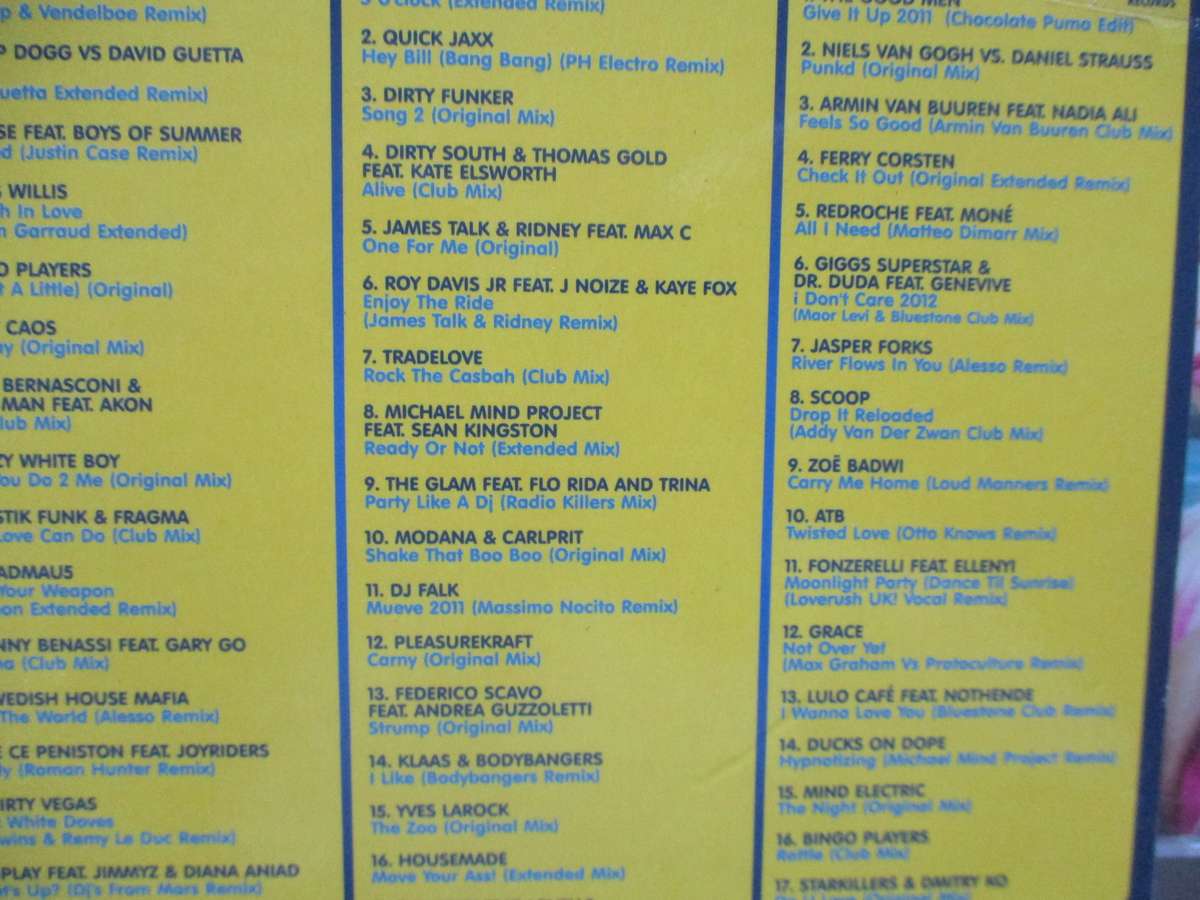 p & Vendelboe Remix)
P DOGG VS DAVID GUETTA
uetta Extended Remix)
SE FEAT. BOYS OF SUMMER
d (Justin Case Remix)
WILLIS
h In Love
n Garraud Extended)
O PLAYERS
t A Little) (Original)
CAOS
ay (Original Mix)
BERNASCONI &
MAN FEAT. AKON
lub Mix)
ZY WHITE BOY
You Do 2 Me (Original Mix)
STIK FUNK & FRAGMA
Love Can Do (Club Mix)
ADMAU5
Your Weapon
on Extended Remix)
NNY BENASSI FEAT. GARY GO
na (Club Mix)
WEDISH HOUSE MAFIA
The World (Alesso Remix)
E CE PENISTON FEAT. JOYRIDERS
ly (Roman Hunter Remix)
IRTY VEGAS
White Doves
wins & Remy Le Duc Remix)
PLAY FEAT. JIMMYZ & DIANA ANIAD
t's Up? (Dj's From Mars Remix)
5 O'Clock (Extended Remix)
2. QUICK JAXX
Hey Bill (Bang Bang) (PH Electro Remix)
3. DIRTY FUNKER
Song 2 (Original Mix)
4. DIRTY SOUTH & THOMAS GOLD
FEAT. KATE ELSWORTH
Alive (Club Mix)
5. JAMES TALK & RIDNEY FEAT. MAX C
One For Me (Original)
6. ROY DAVIS JR FEAT. J NOIZE & KAYE FOX
Enjoy The Ride
(James Talk & Ridney Remix)
7. TRADELOVE
Rock The Casbah (Club Mix)
8. MICHAEL MIND PROJECT
FEAT. SEAN KINGSTON
Ready Or Not (Extended Mix)
9. THE GLAM FEAT. FLO RIDA AND TRINA
Party Like A Dj (Radio Killers Mix)
10. MODANA & CARLPRIT
Shake That Boo Boo (Original Mix)
11. DJ FALK
Mueve 2011 (Massimo Nocito Remix)
12. PLEASUREKRAFT
Carny (Original Mix)
13. FEDERICO SCAVO
FEAT. ANDREA GUZZOLETTI
Strump (Original Mix)
14. KLAAS & BODYBANGERS
I Like (Bodybangers Remix)
15. YVES LAROCK
The Zoo (Original Mix)
16. HOUSEMADE
Move Your Ass! (Extended Mix)
1. THE GOOD MEN
Give It Up 2011 (Chocolate Puma Edit)
RECORDS
2. NIELS VAN GOGH VS. DANIEL STRAUSS
Punkd (Original Mix)
3. ARMIN VAN BUUREN FEAT. NADIA ALI
Feels So Good (Armin Van Buuren Club Mix)
4. FERRY CORSTEN
Check It Out (Original Extended Remix)
5. REDROCHE FEAT. MONÉ
All I Need (Matteo Dimarr Mix)
6. GIGGS SUPERSTAR &
DR. DUDA FEAT. GENEVIVE
i Don't Care 2012
(Maor Levi & Bluestone Club Mix)
7. JASPER FORKS
River Flows In You (Alesso Remix)
8. SCOOP
Drop It Reloaded
(Addy Van Der Zwan Club Mix)
9. ZOË BADWI
Carry Me Home (Loud Manners Remix)
10. ATB
Twisted Love (Otto Knows Remix)
11. FONZERELLI FEAT. ELLENYI
Moonlight Party (Dance Til Sunrise)
(Loverush UK! Vocal Remix)
12. GRACE
Not Over Yet
(Max Graham Vs Protoculture Remix)
13. LULO CAFÉ FEAT. NOTHENDE
I Wanna Love You (Bluestone Club Remix)
14. DUCKS ON DOPE
Hypnotizing (Michael Mind Project Remix)
15. MIND ELECTRIC
The Night (Original Mix)
16. BINGO PLAYERS
Rattle (Club Mix)
17. STARKILLERS & DMITRY KO